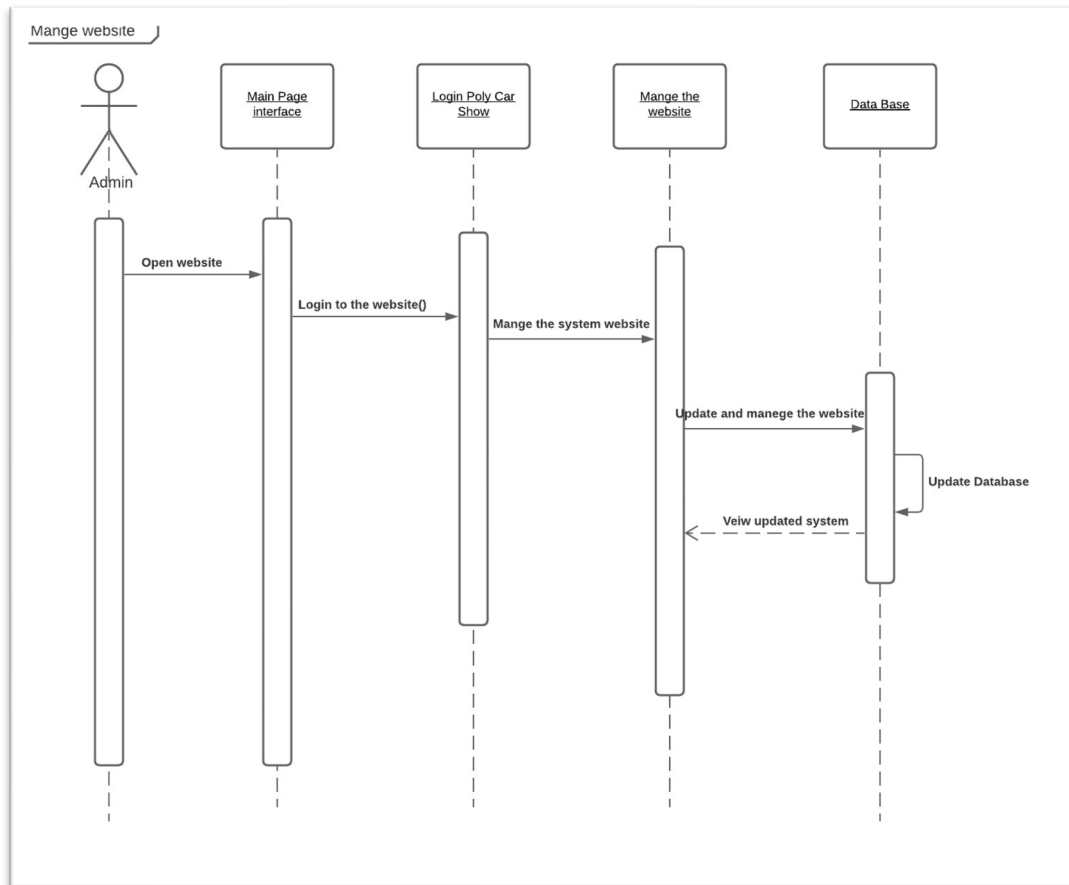 Mange website
Main Page
interface
Login Poly Car
Show
Mange the
website
Data Base
Admin
Open website
Login to the website()
Mange the system website
Update and manege the website
Update Database
Veiw updated system